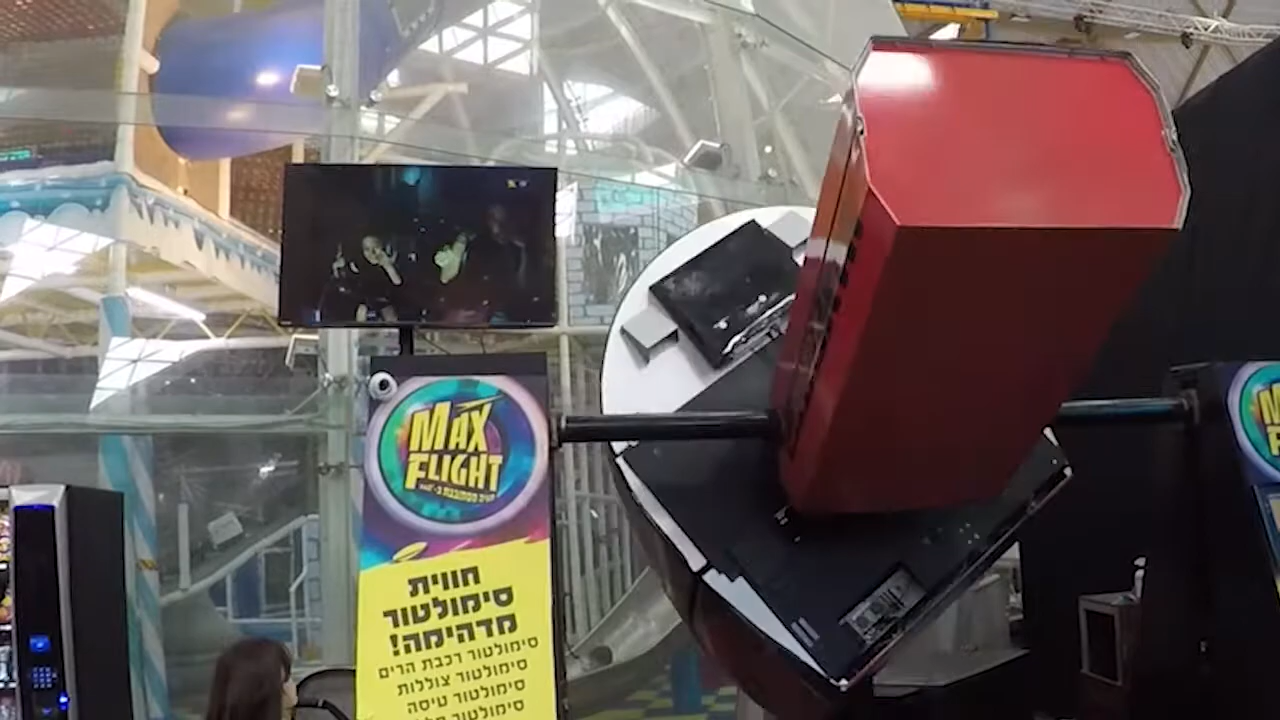 MAX
FLIGHT
חווית
סימולטור
מדהימה!
סימולטור רכבת הרים
סימולטור צוללות
סימולטור טיסה